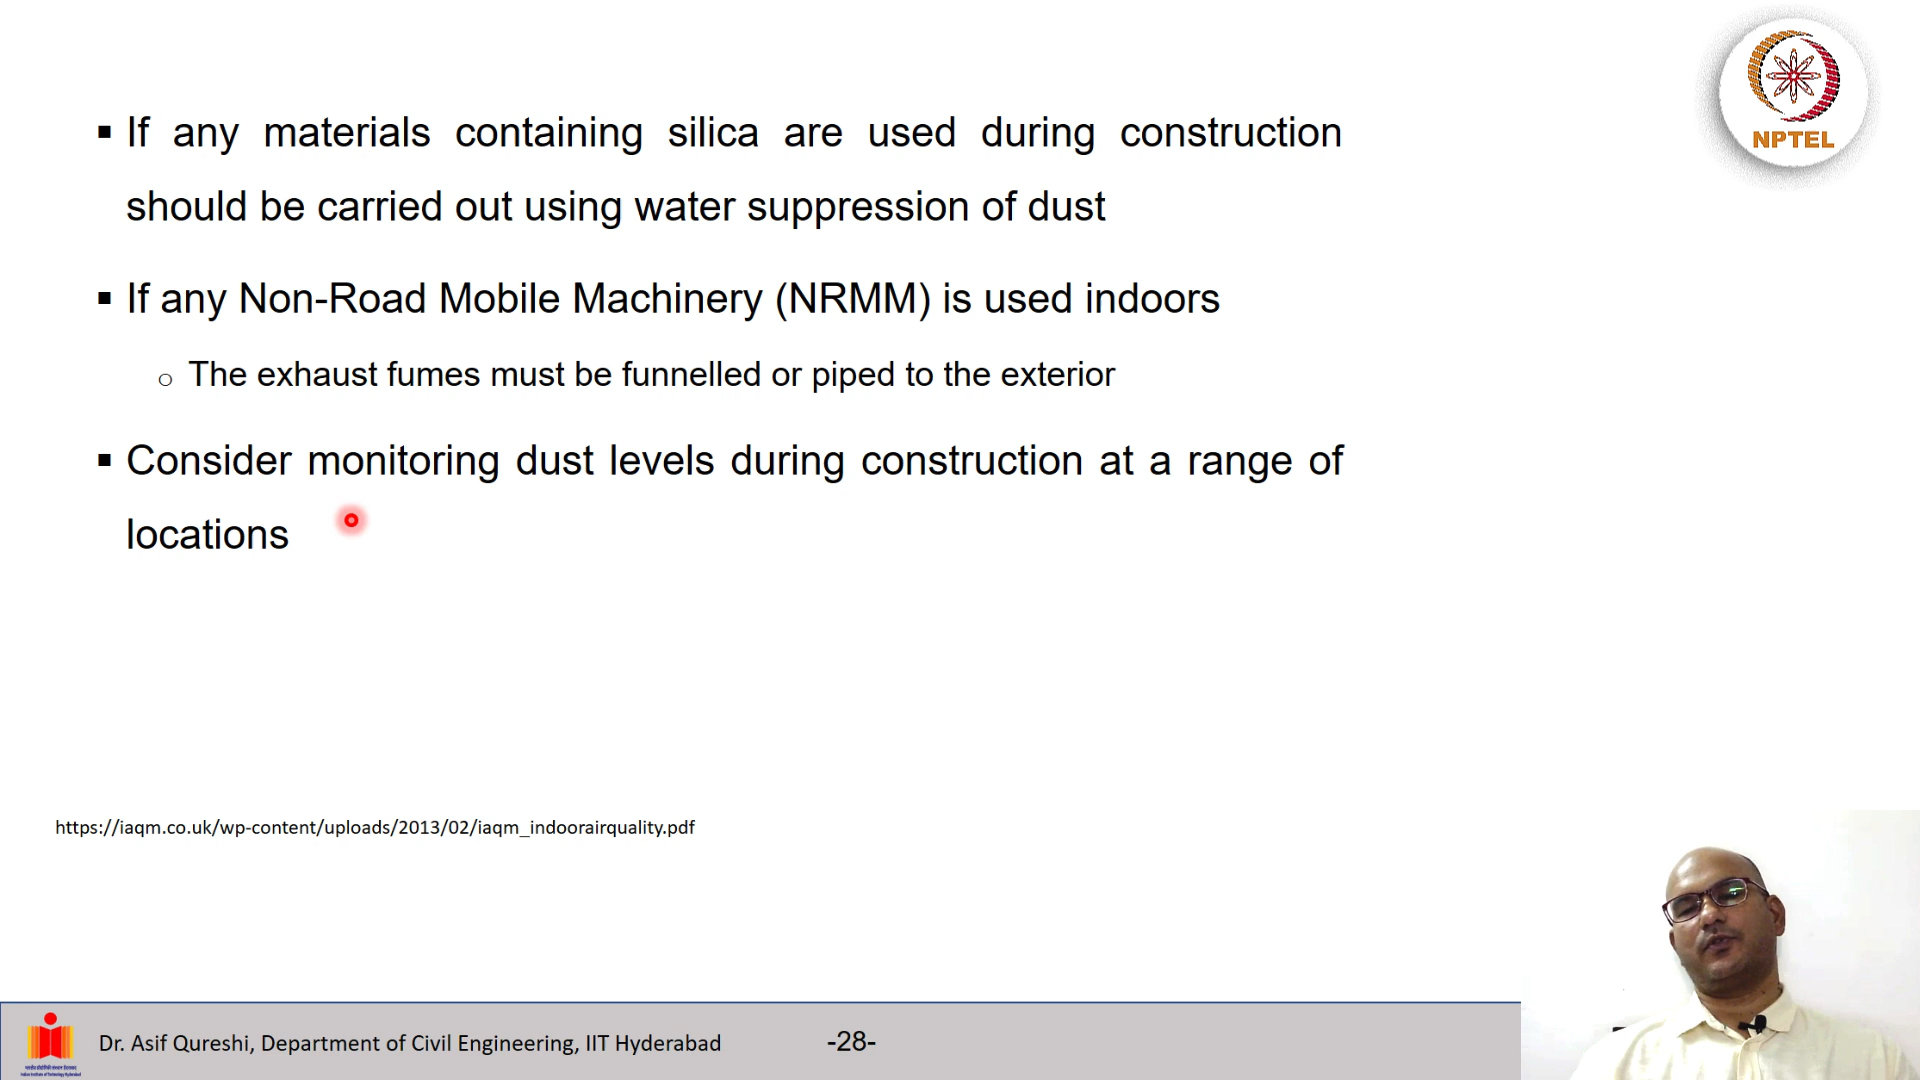 NPTEL
▪ If any materials containing silica are used during construction
should be carried out using water suppression of dust
▪ If any Non-Road Mobile Machinery (NRMM) is used indoors
o The exhaust fumes must be funnelled or piped to the exterior
▪ Consider monitoring dust levels during construction at a range of
locations
https://iaqm.co.uk/wp-content/uploads/2013/02/iaqm_indoorairquality.pdf
Dr. Asif Qureshi, Department of Civil Engineering, IIT Hyderabad
-28-